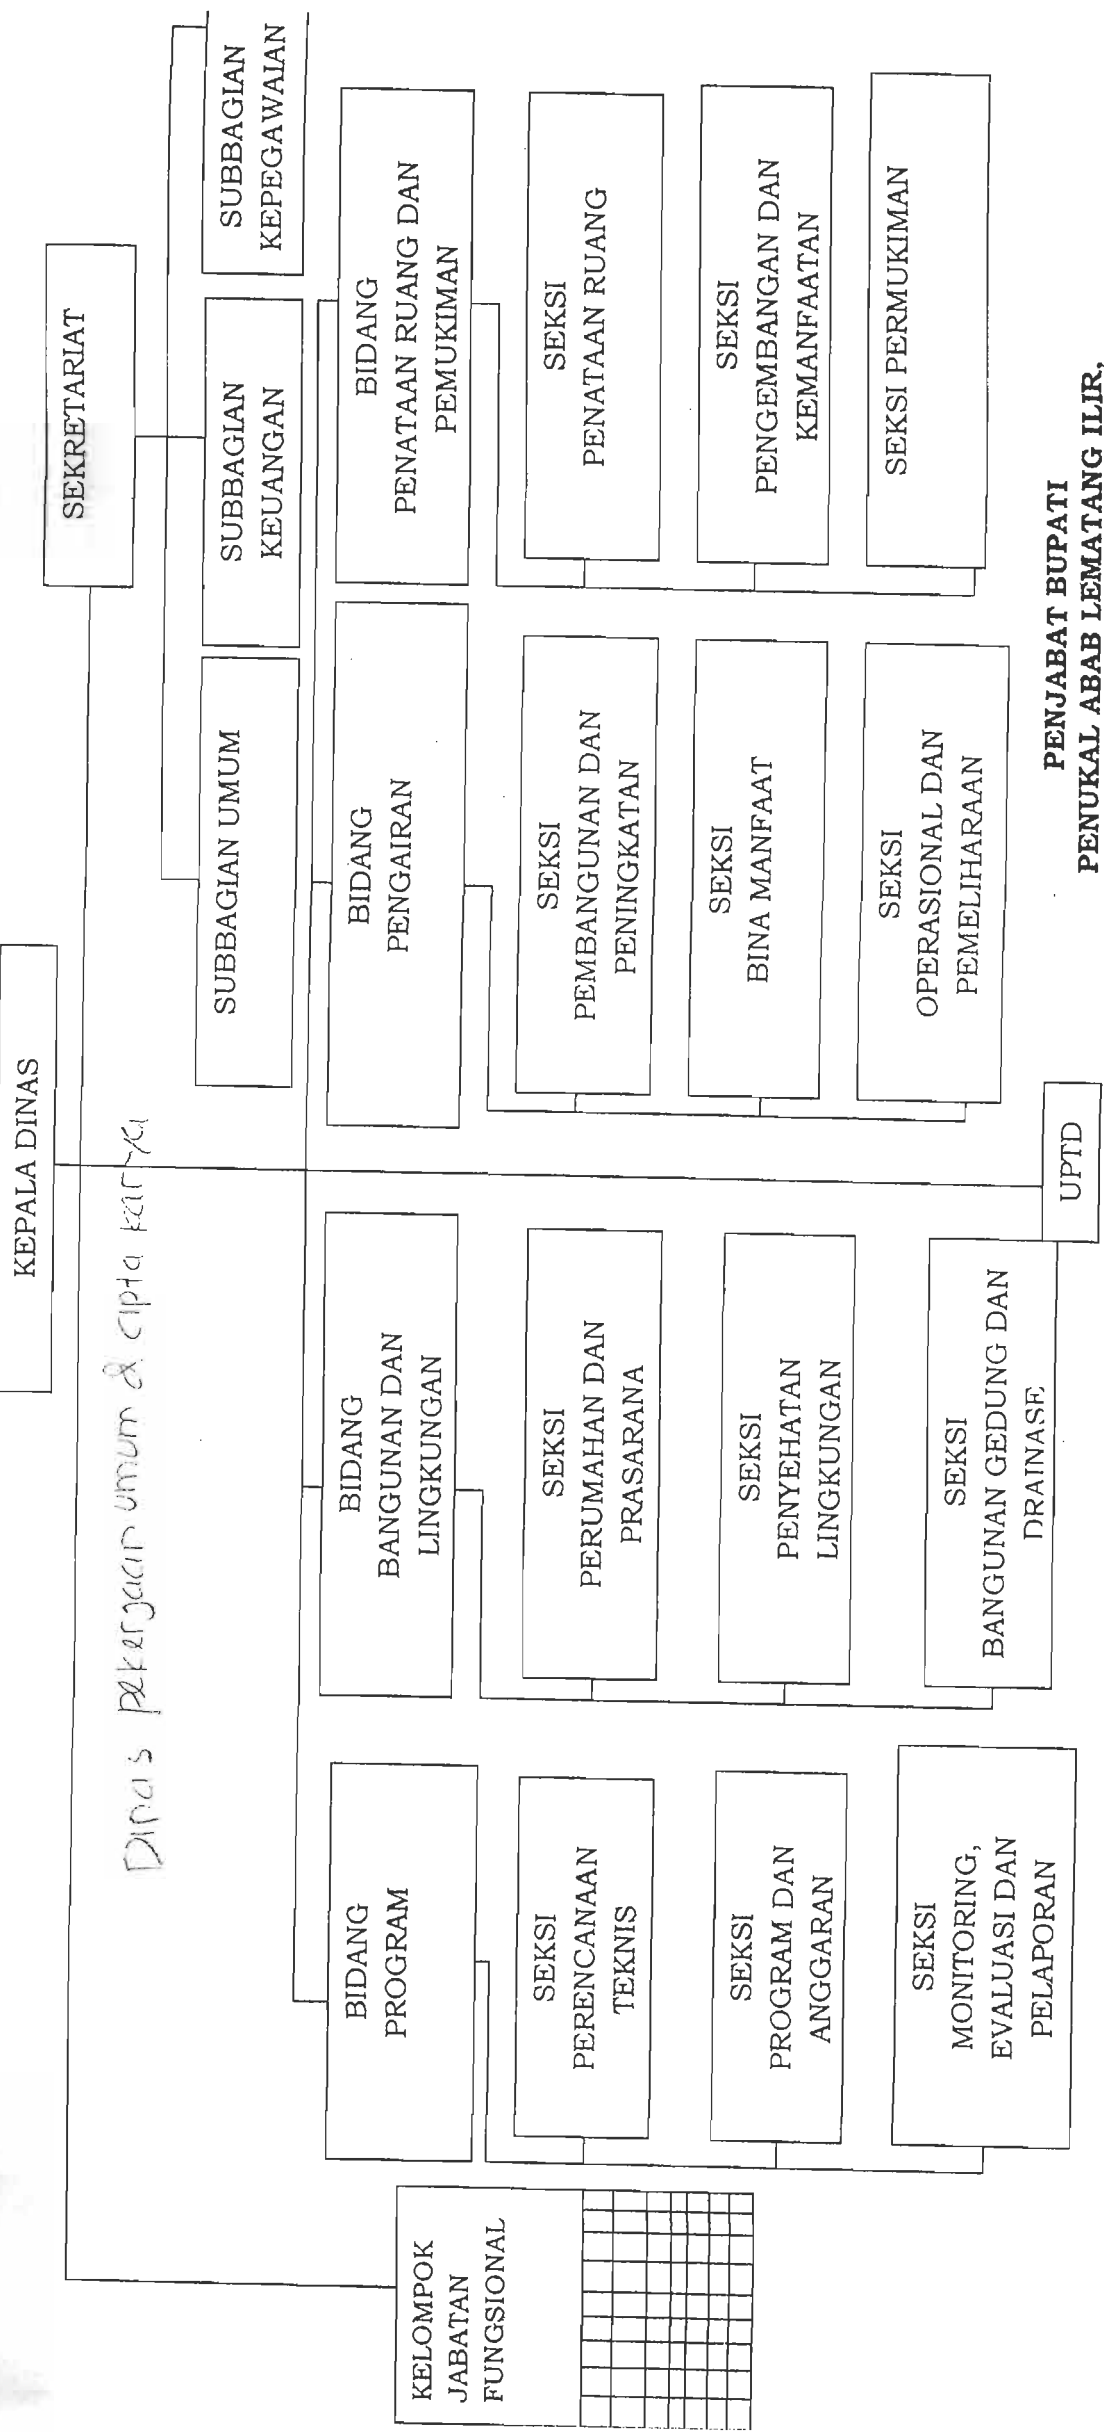 KEPALA DINAS
SEKRETARIAT
Dinas pekerjaan umum & cipta karya
SUBBAGIAN UMUM
SUBBAGIAN
KEUANGAN
SUBBAGIAN
KEPEGAWAIAN
KELOMPOK
JABATAN
FUNGSIONAL
BIDANG
PROGRAM
BIDANG
BANGUNAN DAN
LINGKUNGAN
BIDANG
PENGAIRAN
BIDANG
PENATAAN RUANG DAN
PEMUKIMAN
SEKSI
PERENCANAAN
TEKNIS
SEKSI
PERUMAHAN DAN
PRASARANA
SEKSI
PEMBANGUNAN DAN
PENINGKATAN
SEKSI
PENATAAN RUANG
SEKSI
PROGRAM DAN
ANGGARAN
SEKSI
PENYEHATAN
LINGKUNGAN
SEKSI
BINA MANFAAT
SEKSI
PENGEMBANGAN DAN
KEMANFAATAN
SEKSI
MONITORING,
EVALUASI DAN
PELAPORAN
SEKSI
BANGUNAN GEDUNG DAN
DRAINASE
SEKSI
OPERASIONAL DAN
PEMELIHARAAN
SEKSI PERMUKIMAN
UPTD
PENJABAT BUPATI
PENUKAL ABAB LEMATANG ILIR,